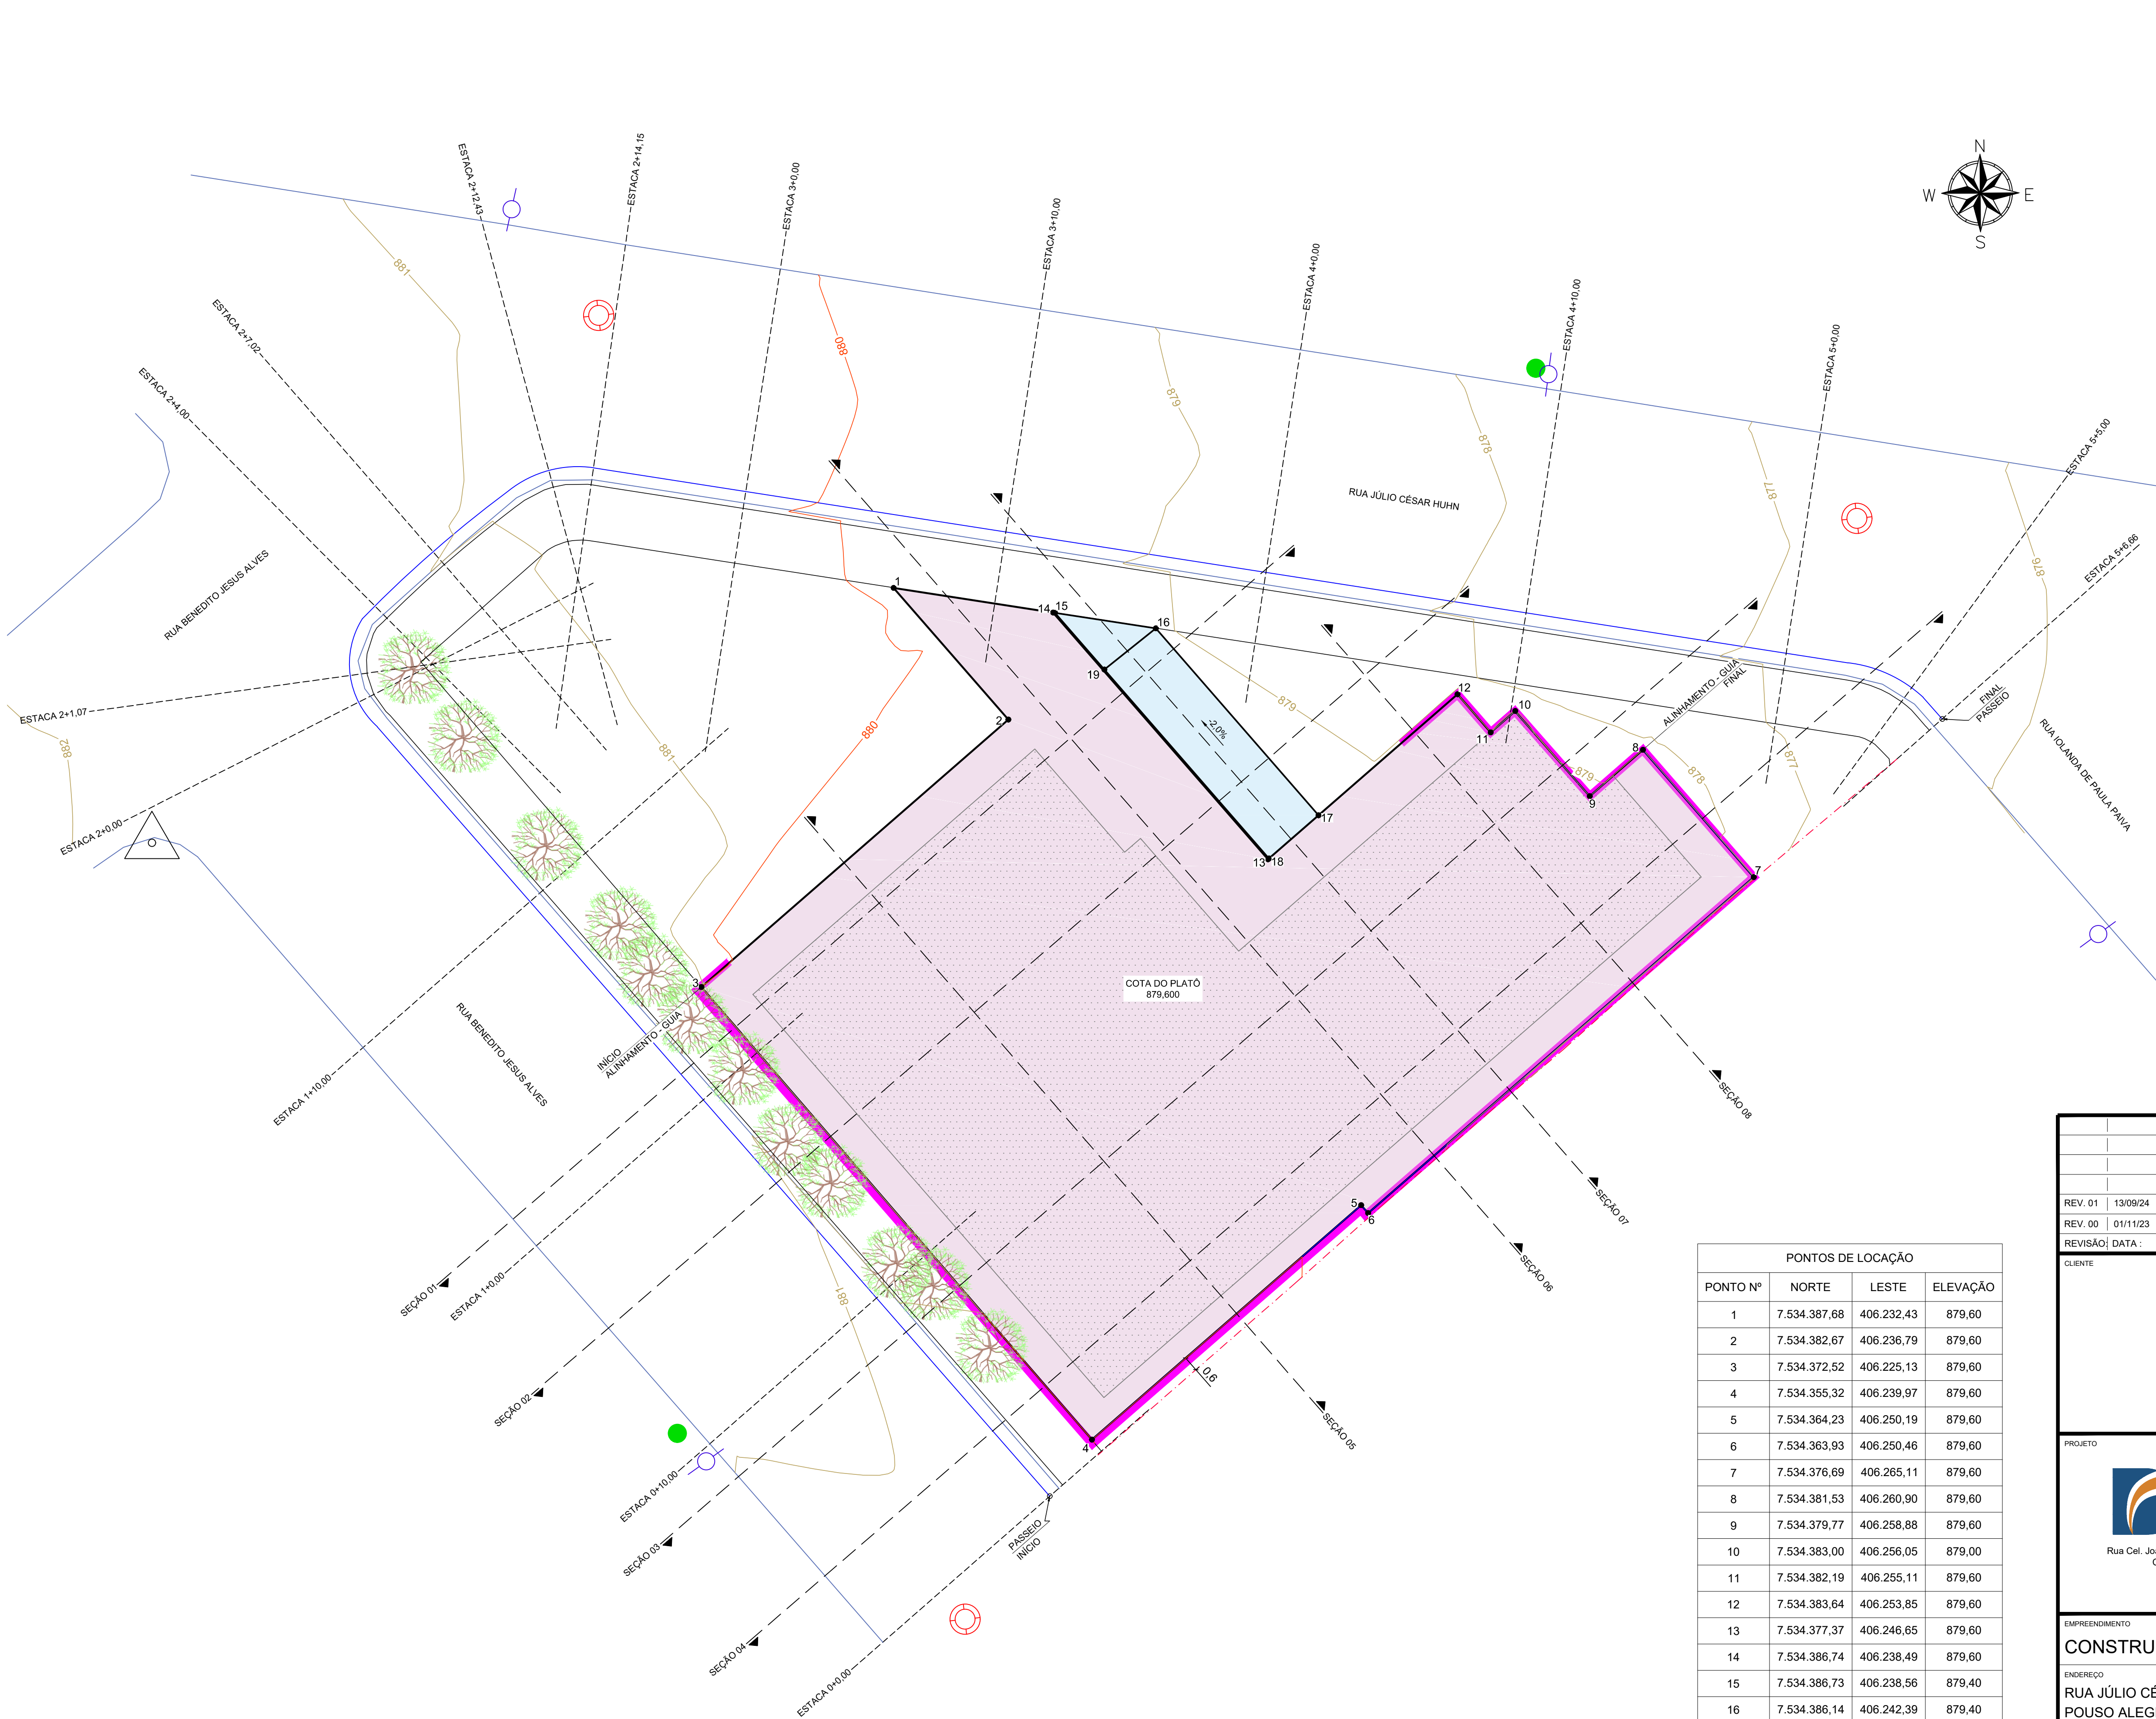 ESTACA 2+12,43
ESTACA 2+14,15
ESTACA 3+0,00
ESTACA 3+10,00
ESTACA 4+0,00
ESTACA 4+10,00
ESTACA 5+0,00
ESTACA 5+5,00
ESTACA 5+6,66
N
W
E
S
881
880
879
878
877
876
ESTACA 2+7,02
ESTACA 2+4,00
RUA BENEDITO JESUS ALVES
RUA JÚLIO CÉSAR HUHN
ESTACA 2+1,07
882
ESTACA 2+0,00
1
14
15
16
19
2
-2,0%
12
10
11
8
9
7
17
13
18
3
879
879
878
877
881
880
ALINHAMENTO - GUIA
FINAL
FINAL
PASSEIO
RUA IOLANDA DE PAULA PAIVA
COTA DO PLATÔ
879,600
INÍCIO
ALINHAMENTO - GUIA
RUA BENEDITO JESUS ALVES
ESTACA 1+10,00
SEÇÃO 08
SEÇÃO 07
SEÇÃO 06
SEÇÃO 05
5
6
0,6
4
881
SEÇÃO 01
ESTACA 1+0,00
SEÇÃO 02
ESTACA 0+10,00
SEÇÃO 03
SEÇÃO 04
ESTACA 0+0,00
PASSEIO
INÍCIO
PONTOS DE LOCAÇÃO
PONTO Nº NORTE LESTE ELEVAÇÃO
1 7.534.387,68 406.232,43 879,60
2 7.534.382,67 406.236,79 879,60
3 7.534.372,52 406.225,13 879,60
4 7.534.355,32 406.239,97 879,60
5 7.534.364,23 406.250,19 879,60
6 7.534.363,93 406.250,46 879,60
7 7.534.376,69 406.265,11 879,60
8 7.534.381,53 406.260,90 879,60
9 7.534.379,77 406.258,88 879,60
10 7.534.383,00 406.256,05 879,00
11 7.534.382,19 406.255,11 879,60
12 7.534.383,64 406.253,85 879,60
13 7.534.377,37 406.246,65 879,60
14 7.534.386,74 406.238,49 879,60
15 7.534.386,73 406.238,56 879,40
16 7.534.386,14 406.242,39 879,40
REV. 01 13/09/24
REV. 00 01/11/23
REVISÃO: DATA :
CLIENTE
PROJETO
Rua Cel. Jo
EMPREENDIMENTO
CONSTRU
ENDEREÇO
RUA JÚLIO CÉ
POUSO ALEG